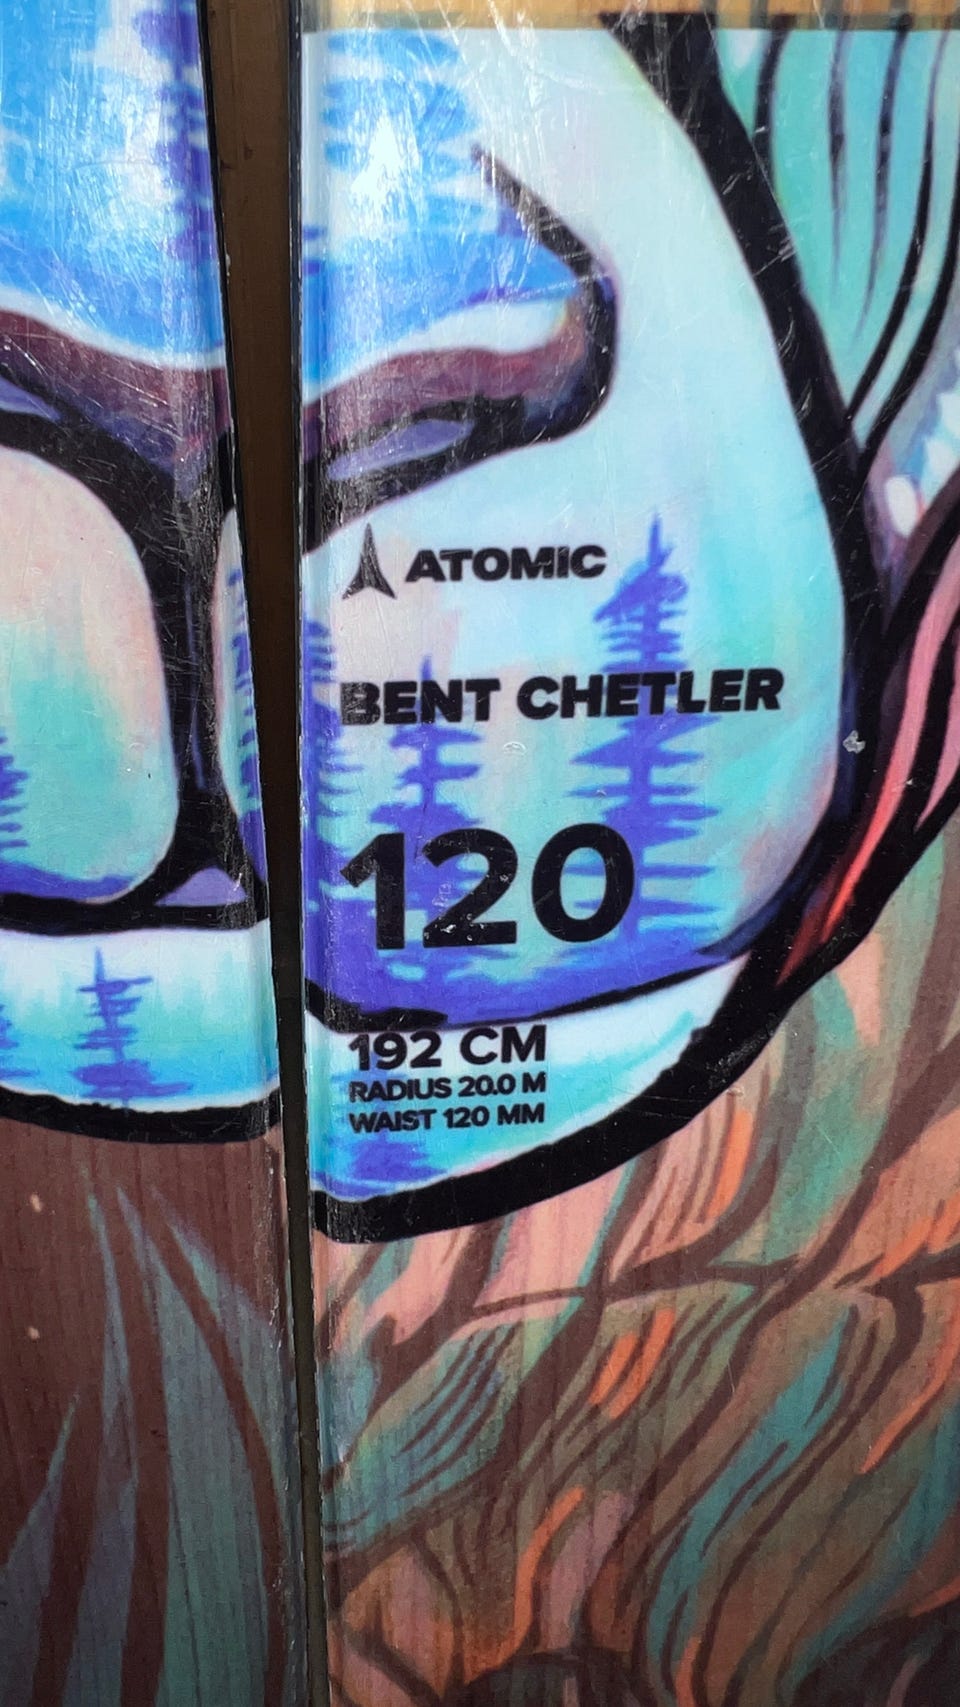 ATOMIC
BENT CHETLER
120
192 CM
RADIUS 20.0 M
WAIST 120 MM